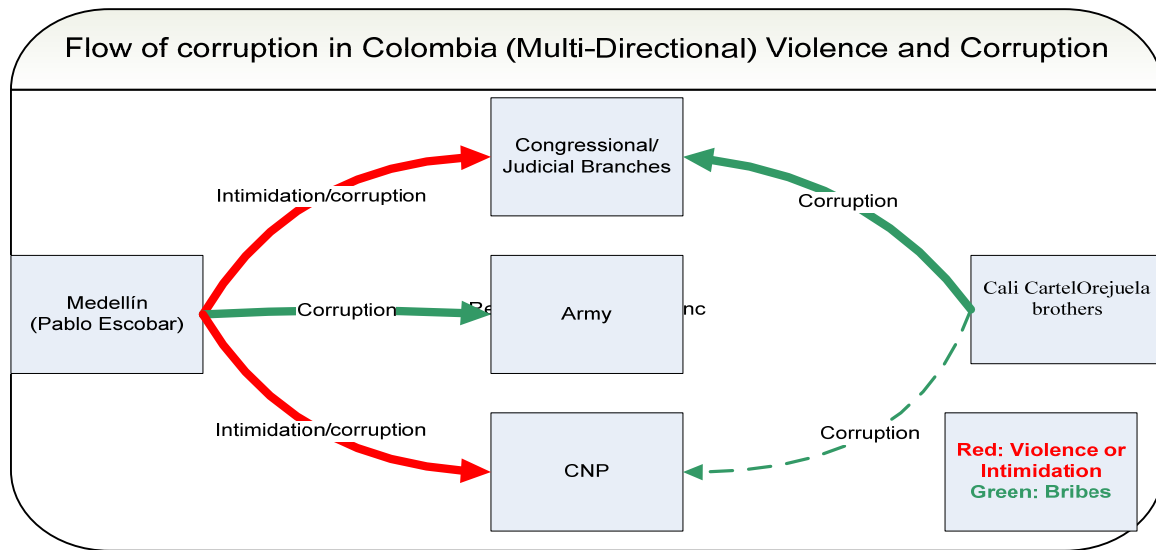 Flow of corruption in Colombia (Multi-Directional) Violence and Corruption
Congressional/
Judicial Branches
Intimidation/corruption
Corruption
Medellín
(Pablo Escobar)
Corruption
Army
Cali CartelOrejuela
brothers
Intimidation/corruption
CNP
Corruption
Red: Violence or
Intimidation
Green: Bribes